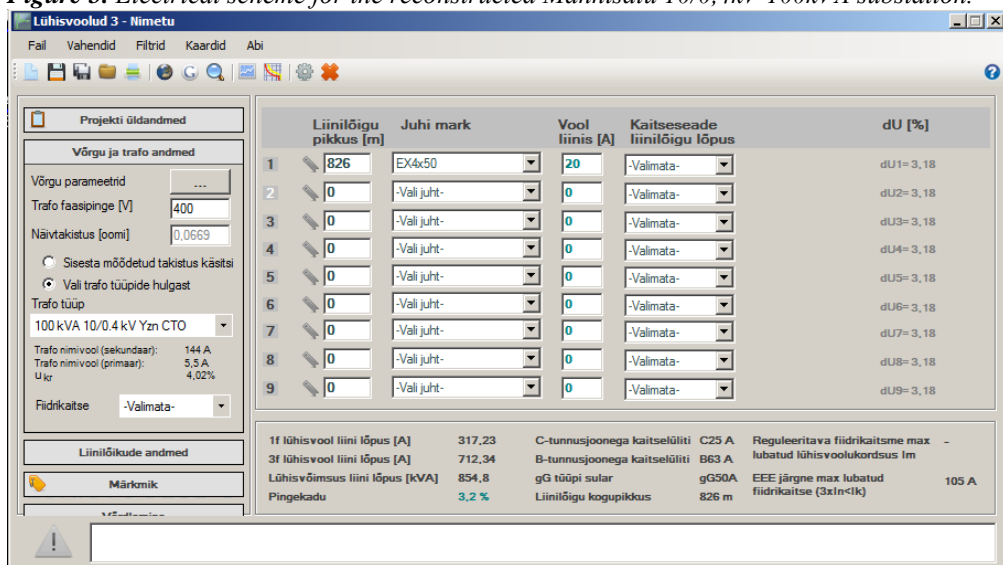 Figure 3. Electrical scheme for the reconstructed Mannisalu 10/0,4kV 100kVA substation.
Lühisvoolud 3 - Nimetu
Fail Vahendid Filtrid Kaardid Abi
Projekti üldandmed
Võrgu ja trafo andmed
Võrgu parameetrid ...
Trafo faasipinge [V] 400
Näivtakistus [oomi] 0,0669
Sisesta mõõdetud takistus käsitsi
Vali trafo tüüpide hulgast
Trafo tüüp
100 kVA 10/0.4 kV Yzn CTO
Trafo nimivool (sekundaar): 144 A
Trafo nimivool (primaar): 5,5 A
Ukr 4,02%
Fiidrikaitse -Valimata-
Liinilõikude andmed
Märkmik
Võrdlemine
Liinilõigu pikkus [m] Juhi mark Vool liinis [A] Kaitseseade liinilõigu lõpus dU [%]
1 826 EX4x50 20 -Valimata- dU1= 3,18
2 0 -Vali juht- 0 -Valimata- dU2= 3,18
3 0 -Vali juht- 0 -Valimata- dU3= 3,18
4 0 -Vali juht- 0 -Valimata- dU4= 3,18
5 0 -Vali juht- 0 -Valimata- dU5= 3,18
6 0 -Vali juht- 0 -Valimata- dU6= 3,18
7 0 -Vali juht- 0 -Valimata- dU7= 3,18
8 0 -Vali juht- 0 -Valimata- dU8= 3,18
9 0 -Vali juht- 0 -Valimata- dU9= 3,18
1f lühisvool liini lõpus [A] 317,23
3f lühisvool liini lõpus [A] 712,34
Lühisvõimsus liini lõpus [kVA] 854,8
Pingekadu 3,2 %
C-tunnusjoonega kaitselüliti C25 A
B-tunnusjoonega kaitselüliti B63 A
gG tüüpi sular gG50A
Liinilõigu kogupikkus 826 m
Reguleeritava fiidrikaitsme max -
lubatud lühisvoolukordsus Im
EEE järgne max lubatud 105 A
fiidrikaitse (3xIn<Ik)